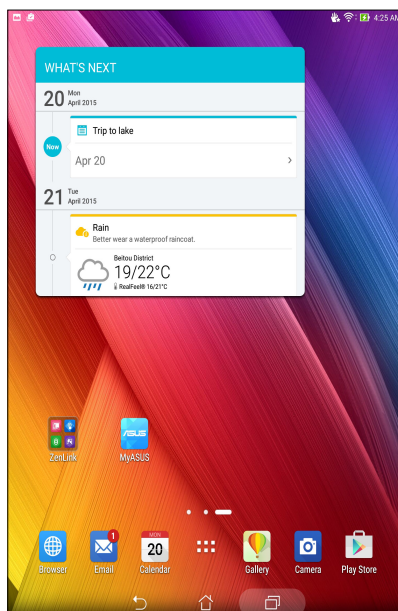 4:25 AM
WHAT'S NEXT
20 Mon
April 2015
Now
Trip to lake
Apr 20
21 Tue
April 2015
Rain
Better wear a waterproof raincoat.
Beitou District
19/22°C
RealFeel® 16/21°C
ASUS
ZenLink
MyASUS
1
MON
20
Browser
Email
Calendar
Gallery
Camera
Play Store